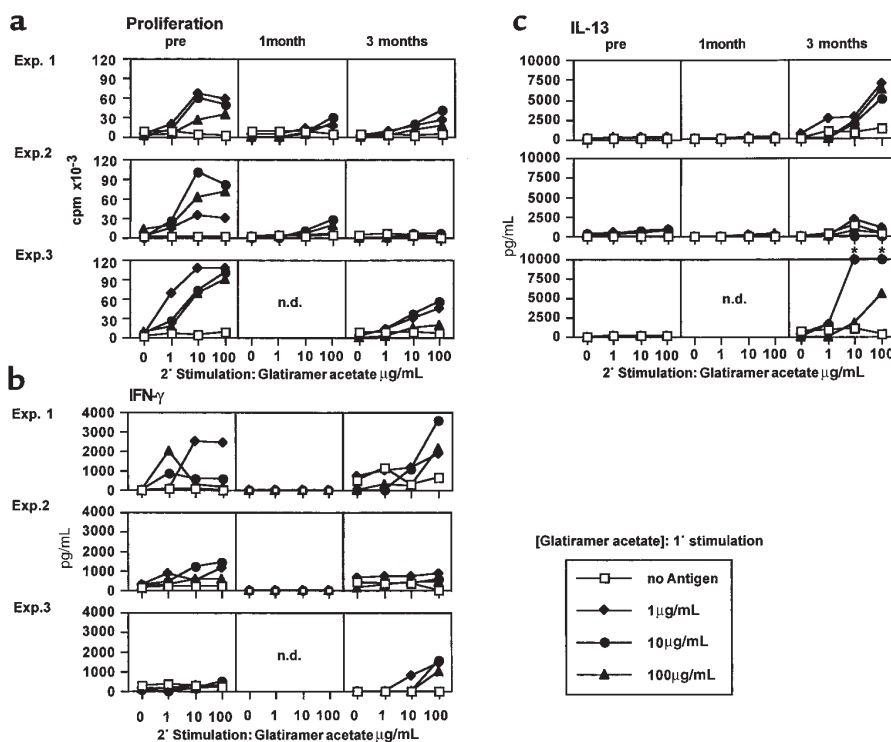 a
Proliferation
pre
1month
3 months
Exp. 1
120
90
60
30
0
Exp.2
120
90
60
30
0
cpm x10-3
Exp.3
120
90
60
30
0
n.d.
0 1 10 100
0 1 10 100
0 1 10 100
2˚ Stimulation: Glatiramer acetate µg/mL
b
IFN-γ
Exp. 1
4000
3000
2000
1000
0
Exp.2
4000
3000
2000
1000
0
pg/mL
Exp.3
4000
3000
2000
1000
0
n.d.
0 1 10 100
0 1 10 100
0 1 10 100
2˚ Stimulation: Glatiramer acetate µg/mL
c
IL-13
pre
1month
3 months
10000
7500
5000
2500
0
10000
7500
5000
2500
0
pg/mL
10000
7500
5000
2500
0
n.d.
* *
0 1 10 100
0 1 10 100
0 1 10 100
2˚ Stimulation: Glatiramer acetate µg/mL
[Glatiramer acetate]: 1˚ stimulation
no Antigen
1µg/mL
10µg/mL
100µg/mL